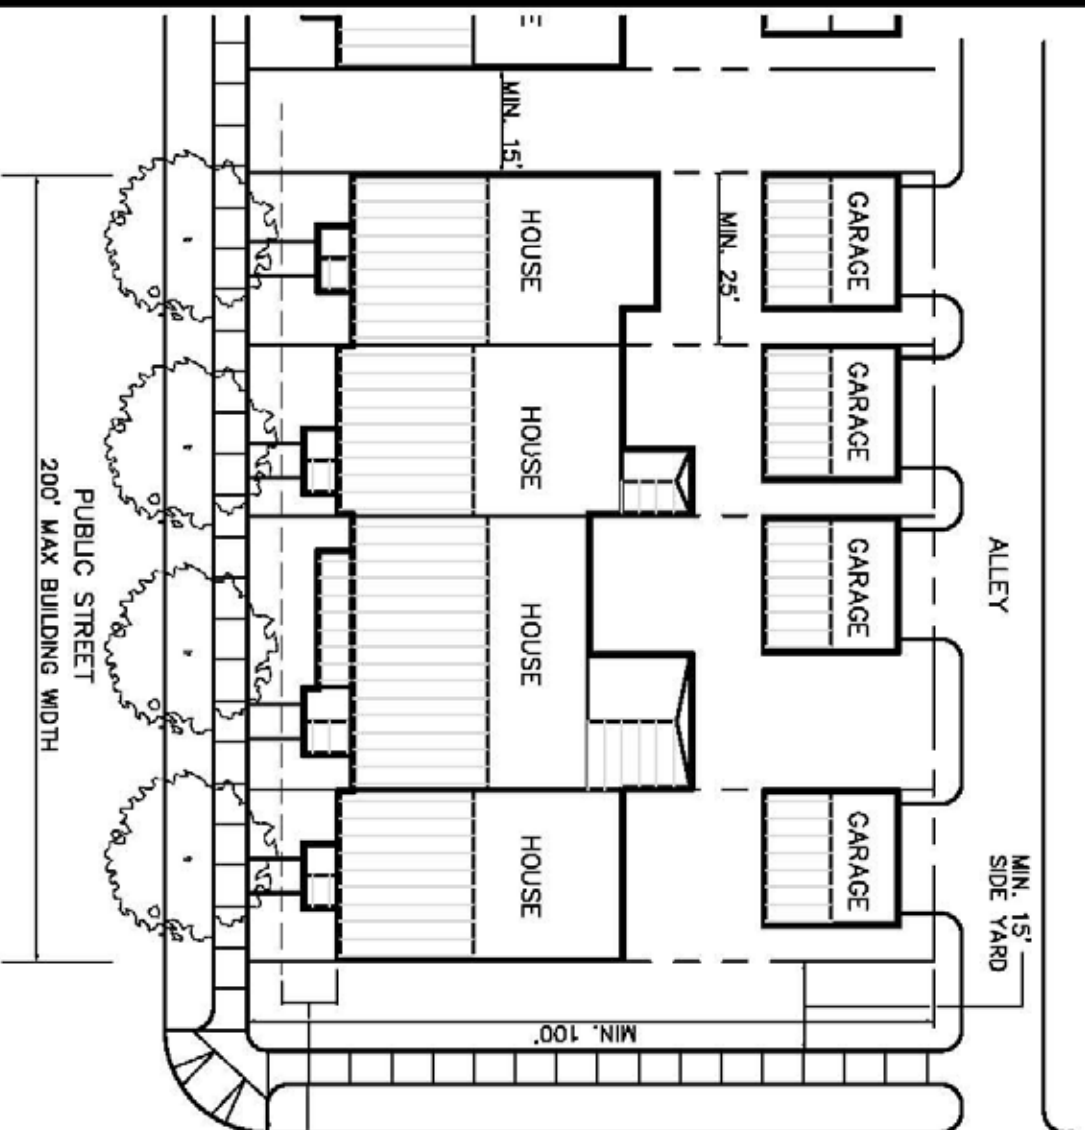 E
MIN. 15'
HOUSE
MIN. 25'
GARAGE
HOUSE
GARAGE
HOUSE
GARAGE
ALLEY
PUBLIC STREET
200' MAX BUILDING WIDTH
HOUSE
GARAGE
MIN. 15'
SIDE YARD
MIN. 100'